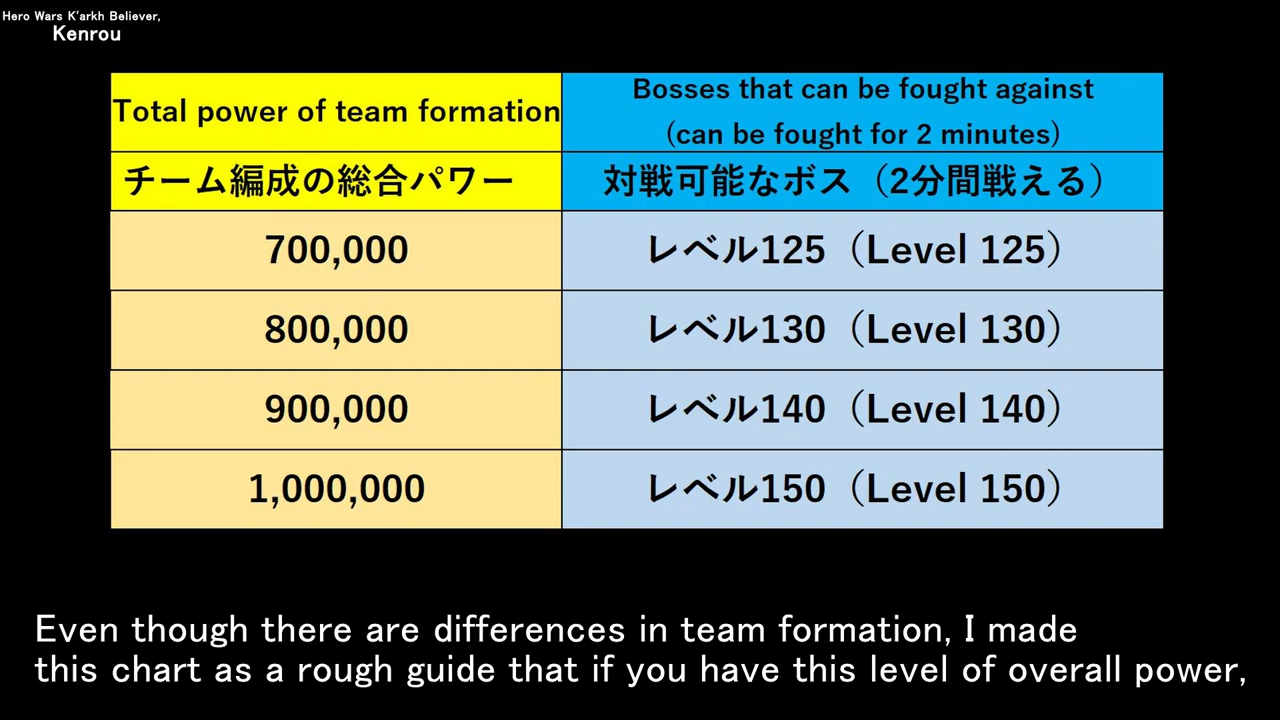 Hero Wars K'arkh Believer,
Kenrou
Total power of team formation
Bosses that can be fought against
(can be fought for 2 minutes)
チーム編成の総合パワー
対戦可能なボス（2分間戦える）
700,000
レベル125（Level 125）
800,000
レベル130（Level 130）
900,000
レベル140（Level 140）
1,000,000
レベル150（Level 150）
Even though there are differences in team formation, I made
this chart as a rough guide that if you have this level of overall power,